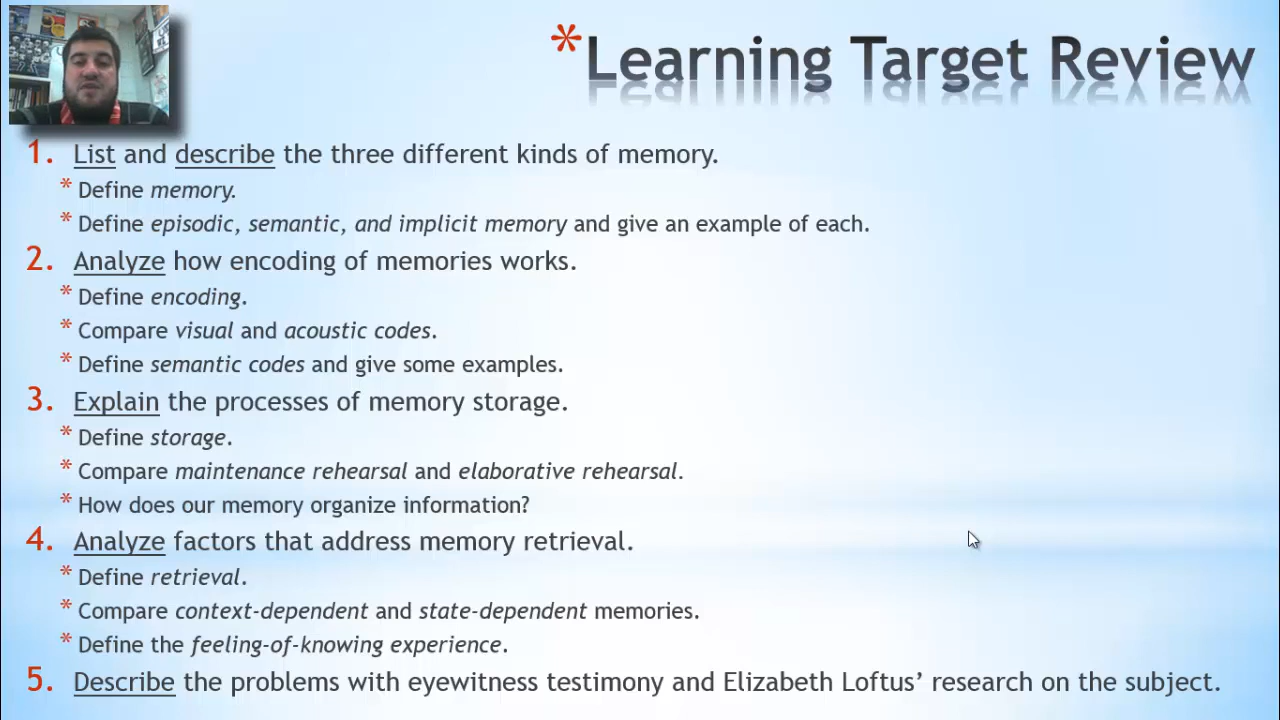 *Learning Target Review
1. List and describe the three different kinds of memory.
* Define memory.
* Define episodic, semantic, and implicit memory and give an example of each.
2. Analyze how encoding of memories works.
* Define encoding.
* Compare visual and acoustic codes.
* Define semantic codes and give some examples.
3. Explain the processes of memory storage.
* Define storage.
* Compare maintenance rehearsal and elaborative rehearsal.
* How does our memory organize information?
4. Analyze factors that address memory retrieval.
* Define retrieval.
* Compare context-dependent and state-dependent memories.
* Define the feeling-of-knowing experience.
5. Describe the problems with eyewitness testimony and Elizabeth Loftus’ research on the subject.